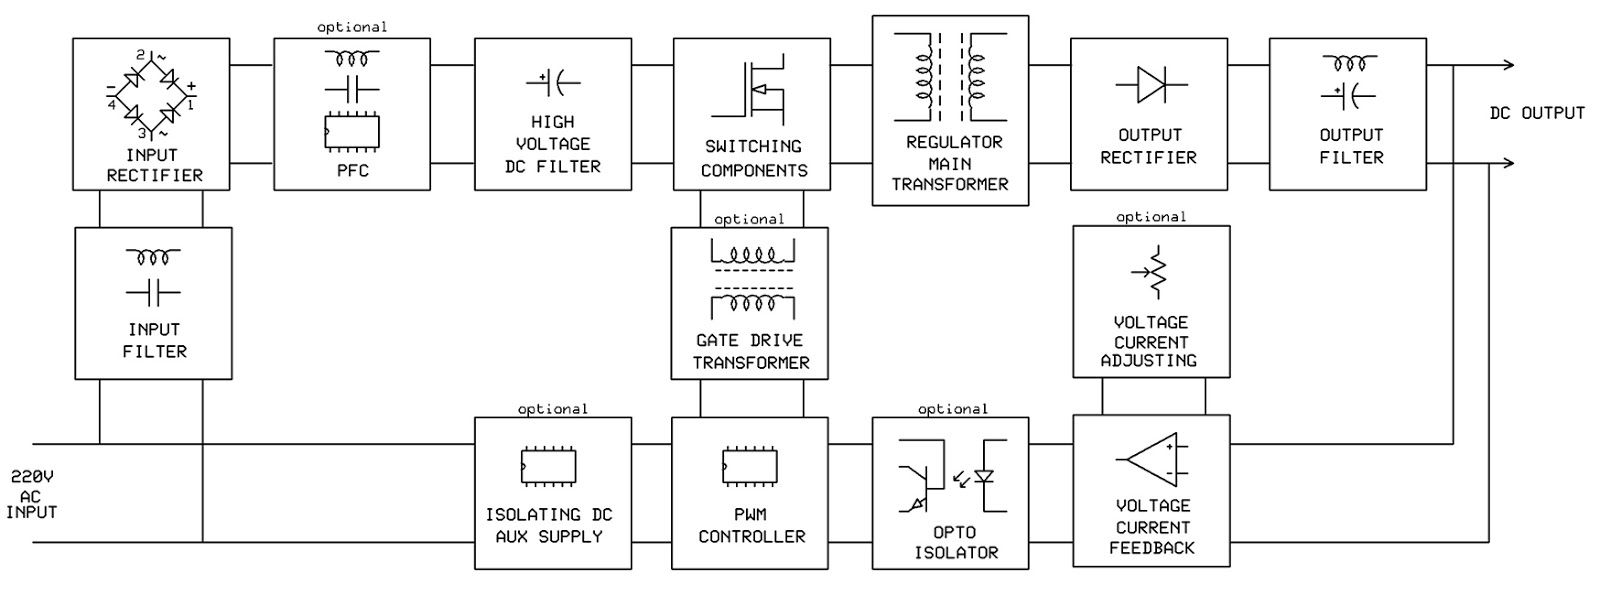 optional
2 ~
- +
4 1
3 ~
INPUT
RECTIFIER
PFC
+
HIGH
VOLTAGE
DC FILTER
SWITCHING
COMPONENTS
REGULATOR
MAIN
TRANSFORMER
OUTPUT
RECTIFIER
+
OUTPUT
FILTER
DC OUTPUT
INPUT
FILTER
optional
GATE DRIVE
TRANSFORMER
optional
VOLTAGE
CURRENT
ADJUSTING
220V
AC
INPUT
optional
ISOLATING DC
AUX SUPPLY
PWM
CONTROLLER
optional
OPTO
ISOLATOR
+
-
VOLTAGE
CURRENT
FEEDBACK